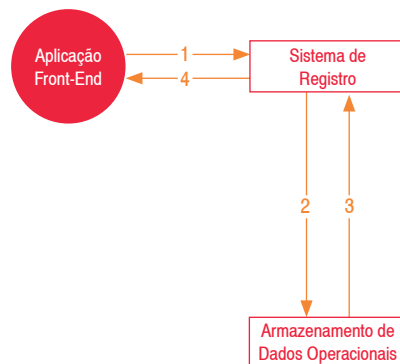 Aplicação
Front-End
1
4
Sistema de
Registro
2
3
Armazenamento de
Dados Operacionais